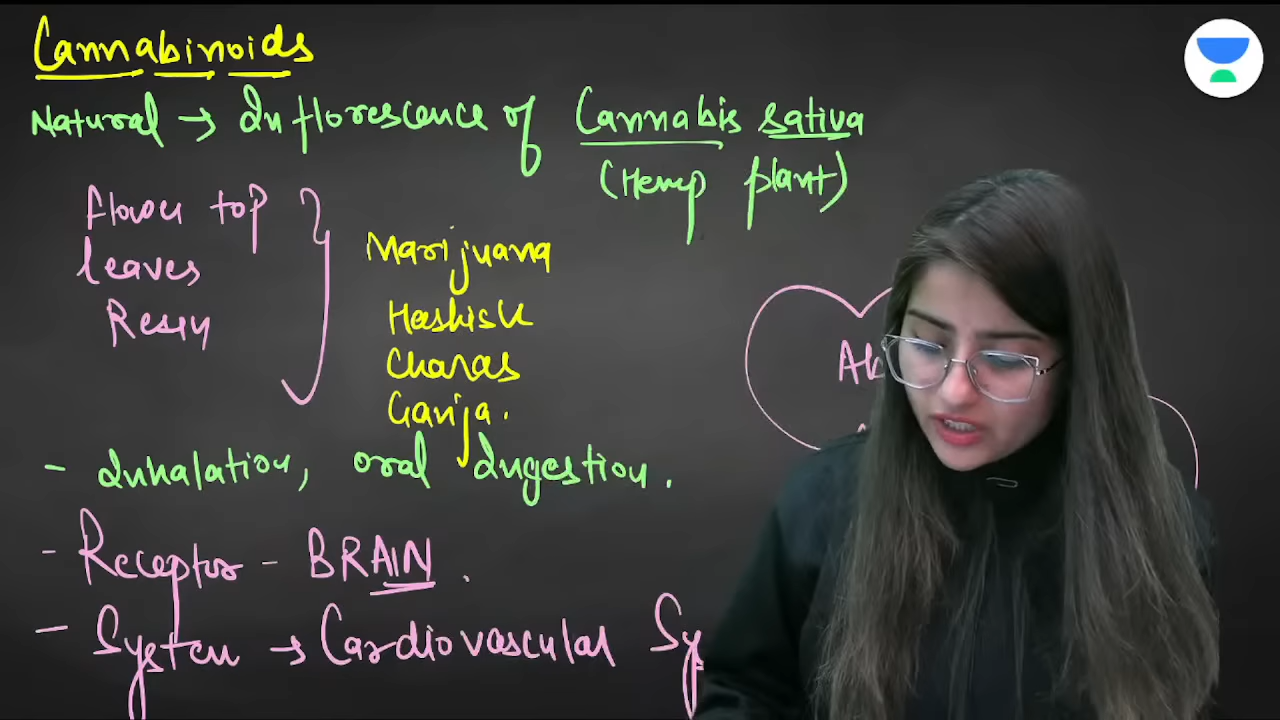 Cannabinoids
Natural → Inflorescence of Cannabis sativa
(Hemp plant)
flower top
leaves
Resin
Marijuana
Hashish
Charas
Ganja.
- Inhalation, oral Ingestion.
- Receptor - BRAIN.
- System → Cardiovascular Sy